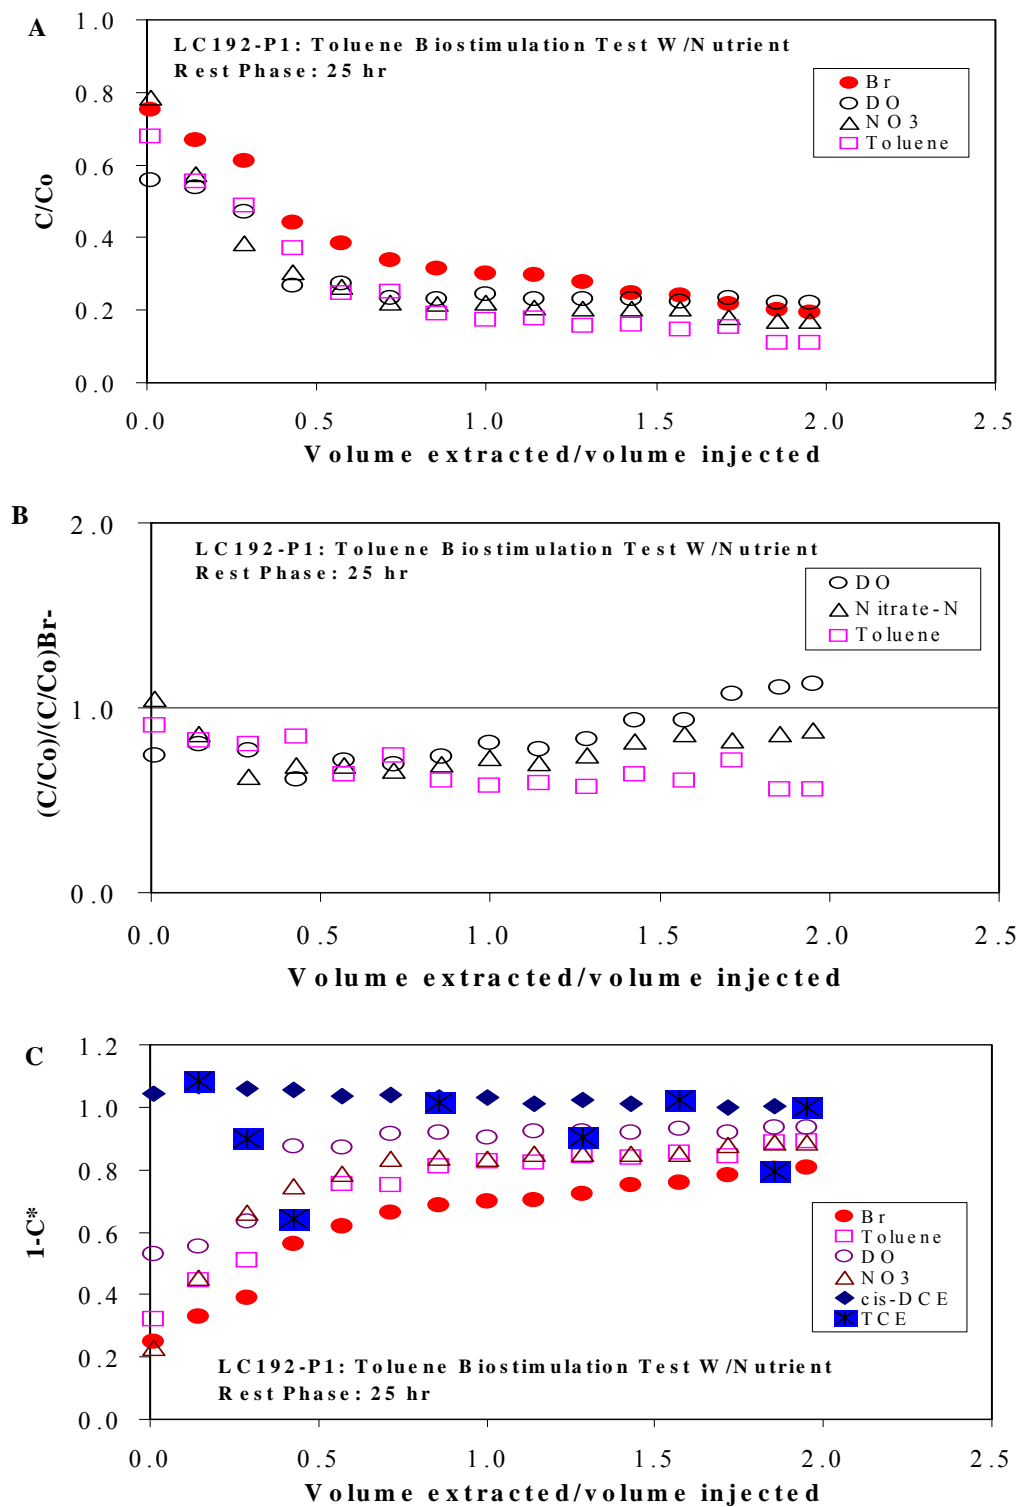 A
LC192-P1: Toluene Biostimulation Test W/Nutrient
Rest Phase: 25 hr
Br
DO
NO3
Toluene
1.0
0.8
0.6
0.4
0.2
0.0
C/Co
0.0 0.5 1.0 1.5 2.0 2.5
Volume extracted/volume injected
B
LC192-P1: Toluene Biostimulation Test W/Nutrient
Rest Phase: 25 hr
DO
Nitrate-N
Toluene
2.0
1.0
0.0
(C/Co)/(C/Co)Br-
0.0 0.5 1.0 1.5 2.0 2.5
Volume extracted/volume injected
C
1.2
1.0
0.8
0.6
0.4
0.2
0.0
1-C*
Br
Toluene
DO
NO3
cis-DCE
TCE
LC192-P1: Toluene Biostimulation Test W/Nutrient
Rest Phase: 25 hr
0.0 0.5 1.0 1.5 2.0 2.5
Volume extracted/volume injected